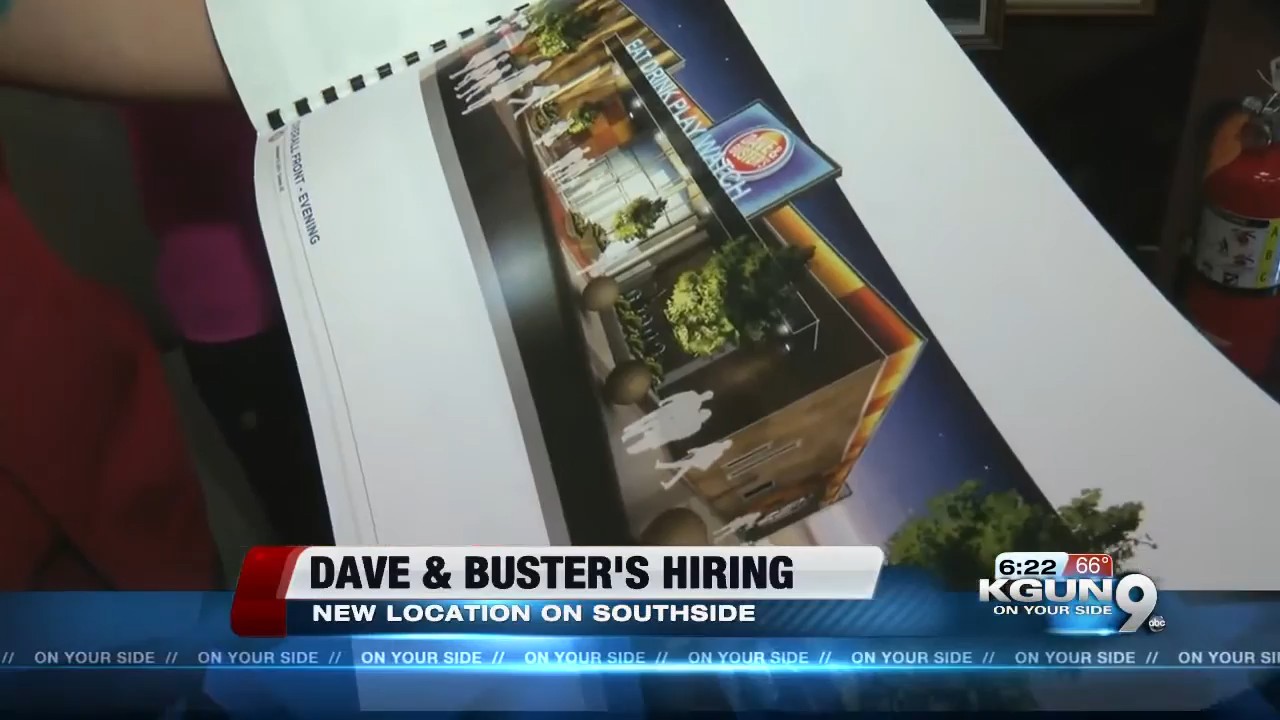 EAT DRINK PLAY WATCH
FRONT - EVENING
DAVE & BUSTER'S HIRING
NEW LOCATION ON SOUTHSIDE
6:22 66°
KGUN 9
ON YOUR SIDE
abc
// ON YOUR SIDE // ON YOUR SIDE // ON YOUR SIDE // ON YOUR SIDE // ON YOUR SIDE // ON YOUR SIDE // ON YOUR SIDE // ON YOUR SI
A
B
C